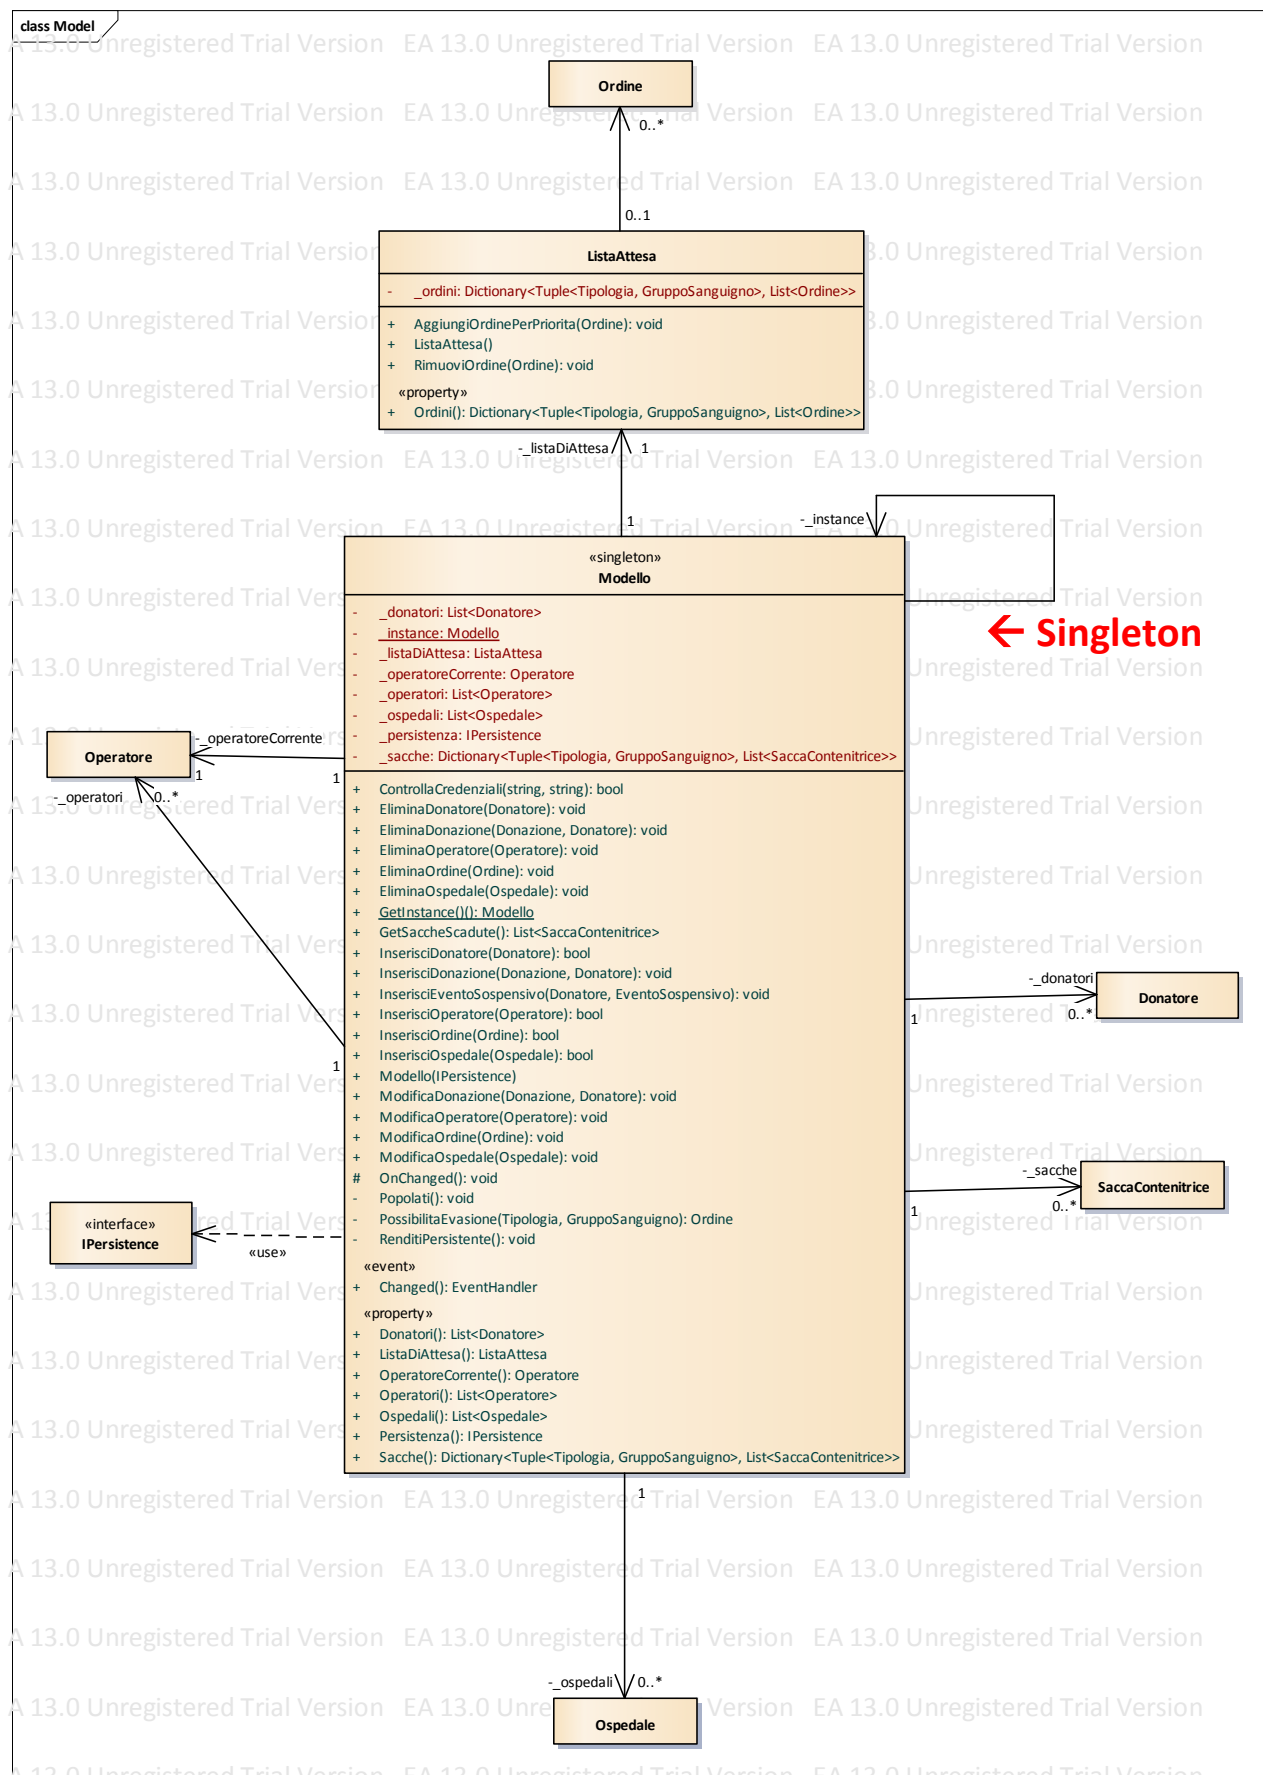 class Model
Ordine
0..*
0..1
ListaAttesa
- _ordini: Dictionary<Tuple<Tipologia, GruppoSanguigno>, List<Ordine>>
+ AggiungiOrdinePerPriorita(Ordine): void
+ ListaAttesa()
+ RimuoviOrdine(Ordine): void
«property»
+ Ordini(): Dictionary<Tuple<Tipologia, GruppoSanguigno>, List<Ordine>>
-_listaDiAttesa
1
1
-_instance
«singleton»
Modello
- _donatori: List<Donatore>
- _instance: Modello
- _listaDiAttesa: ListaAttesa
- _operatoreCorrente: Operatore
- _operatori: List<Operatore>
- _ospedali: List<Ospedale>
- _persistenza: IPersistence
- _sacche: Dictionary<Tuple<Tipologia, GruppoSanguigno>, List<SaccaContenitrice>>
+ ControllaCredenziali(string, string): bool
+ EliminaDonatore(Donatore): void
+ EliminaDonazione(Donazione, Donatore): void
+ EliminaOperatore(Operatore): void
+ EliminaOrdine(Ordine): void
+ EliminaOspedale(Ospedale): void
+ GetInstance()(): Modello
+ GetSaccheScadute(): List<SaccaContenitrice>
+ InserisciDonatore(Donatore): bool
+ InserisciDonazione(Donazione, Donatore): void
+ InserisciEventoSospensivo(Donatore, EventoSospensivo): void
+ InserisciOperatore(Operatore): bool
+ InserisciOrdine(Ordine): bool
+ InserisciOspedale(Ospedale): bool
+ Modello(IPersistence)
+ ModificaDonazione(Donazione, Donatore): void
+ ModificaOperatore(Operatore): void
+ ModificaOrdine(Ordine): void
+ ModificaOspedale(Ospedale): void
# OnChanged(): void
- Popolati(): void
- PossibilitaEvasione(Tipologia, GruppoSanguigno): Ordine
- RenditiPersistente(): void
«event»
+ Changed(): EventHandler
«property»
+ Donatori(): List<Donatore>
+ ListaDiAttesa(): ListaAttesa
+ OperatoreCorrente(): Operatore
+ Operatori(): List<Operatore>
+ Ospedali(): List<Ospedale>
+ Persistenza(): IPersistence
+ Sacche(): Dictionary<Tuple<Tipologia, GruppoSanguigno>, List<SaccaContenitrice>>
← Singleton
Operatore
-_operatoreCorrente
1
1
-_operatori
0..*
1
«interface»
IPersistence
«use»
-_donatori
1
0..*
Donatore
-_sacche
1
0..*
SaccaContenitrice
1
-_ospedali
0..*
Ospedale
EA 13.0 Unregistered Trial Version